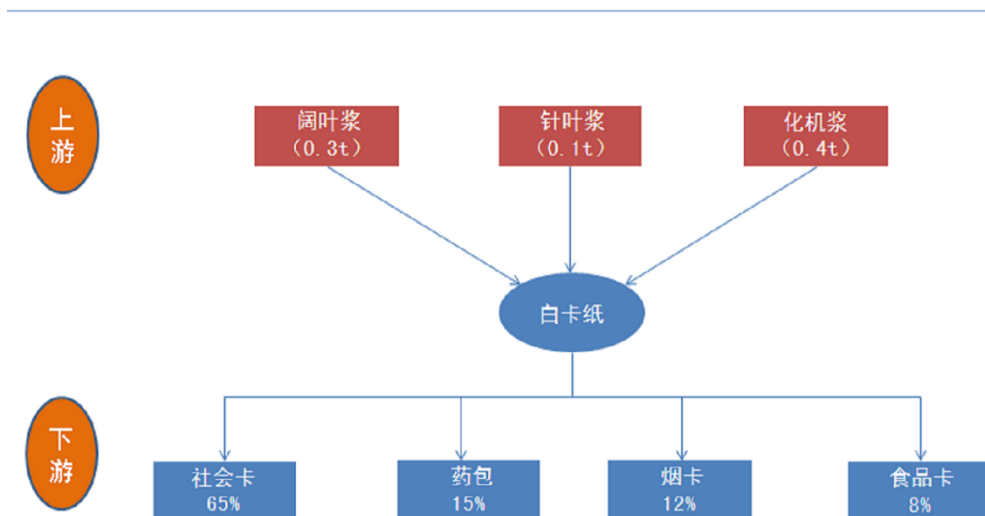 上
游
阔叶浆
（0.3t）
针叶浆
（0.1t）
化机浆
（0.4t）
白卡纸
下
游
社会卡
65%
药包
15%
烟卡
12%
食品卡
8%